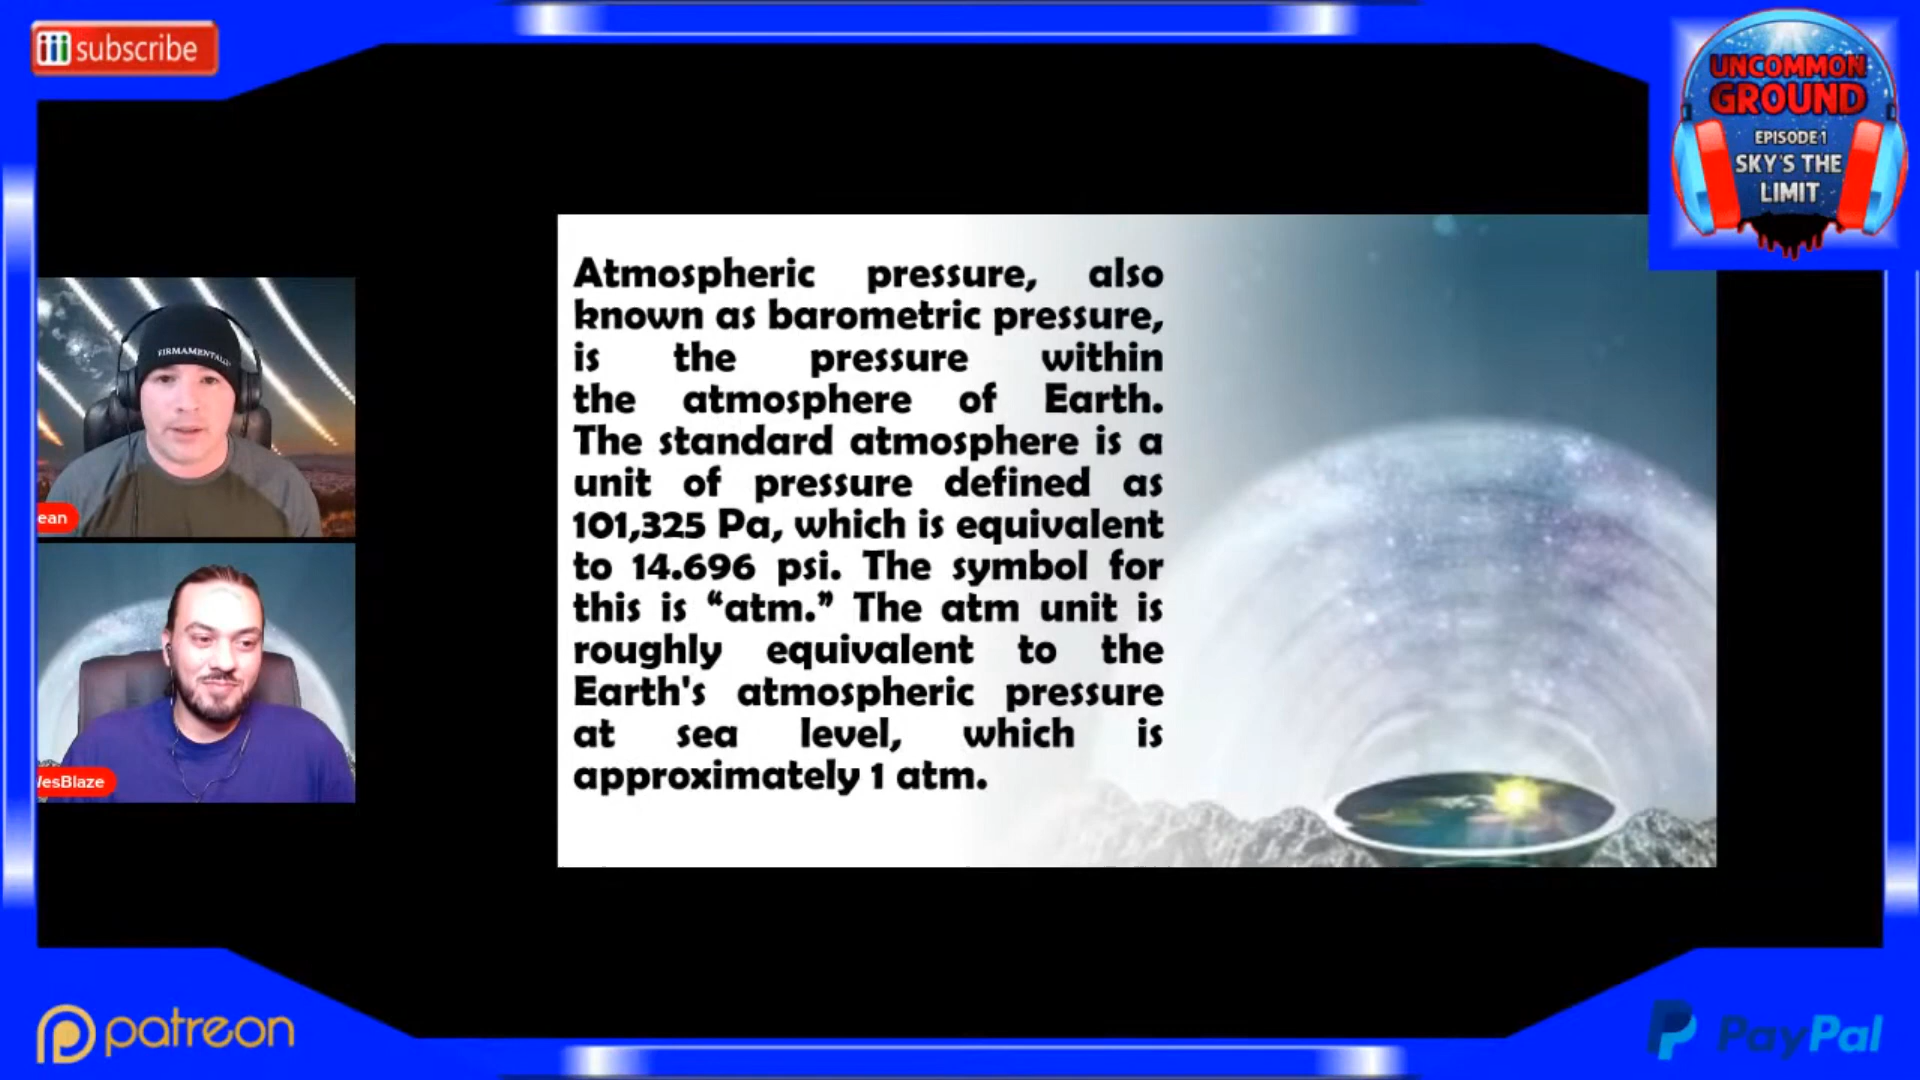 subscribe
UNCOMMON
GROUND
EPISODE 1
SKY'S THE
LIMIT
Atmospheric pressure, also
known as barometric pressure,
is the pressure within
the atmosphere of Earth.
The standard atmosphere is a
unit of pressure defined as
101,325 Pa, which is equivalent
to 14.696 psi. The symbol for
this is “atm.” The atm unit is
roughly equivalent to the
Earth's atmospheric pressure
at sea level, which is
approximately 1 atm.
ean
WesBlaze
patreon
PayPal